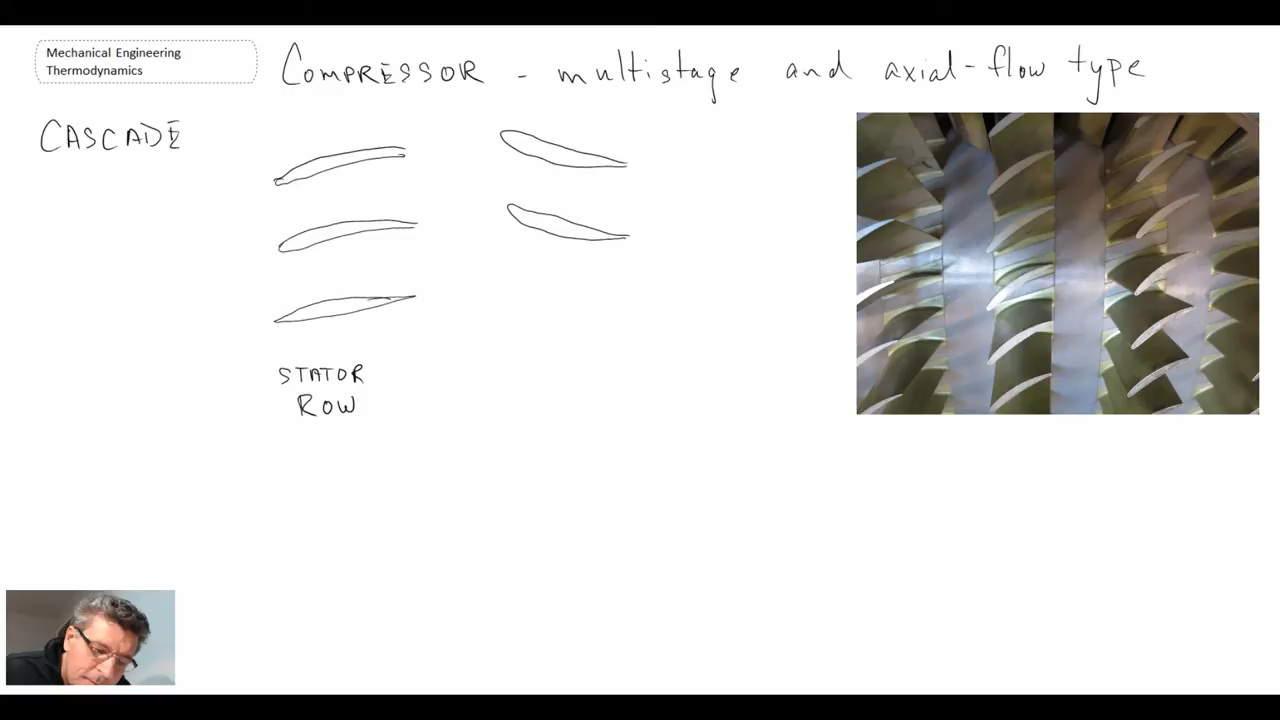 Mechanical Engineering
Thermodynamics
COMPRESSOR - multistage and axial-flow type
CASCADE
STATOR
ROW